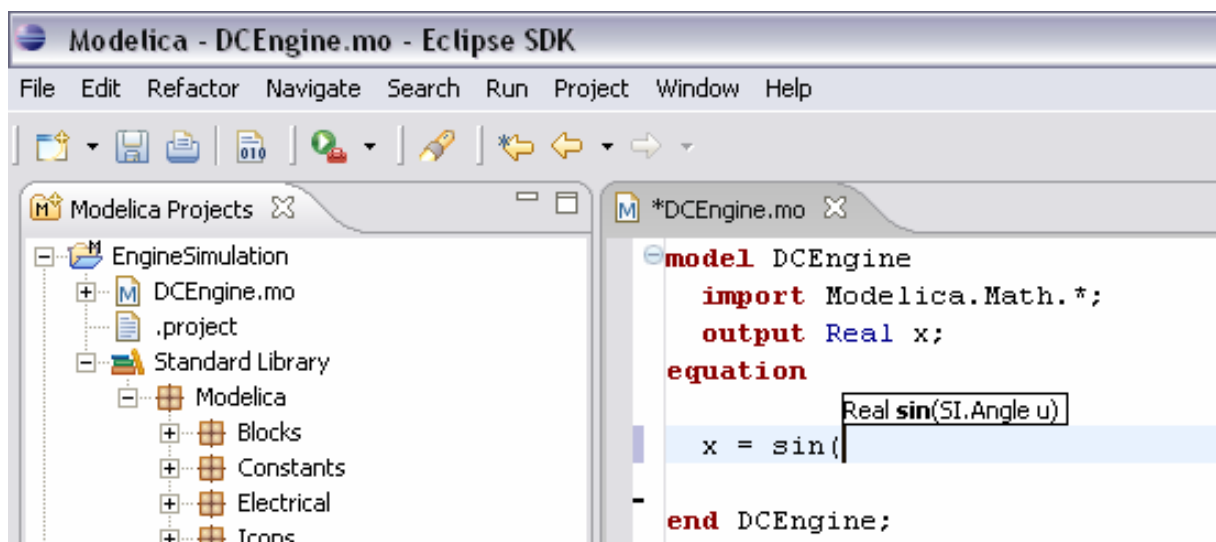 Modelica - DCEngine.mo - Eclipse SDK
File Edit Refactor Navigate Search Run Project Window Help
010
Modelica Projects
EngineSimulation
DCEngine.mo
.project
Standard Library
Modelica
Blocks
Constants
Electrical
Icons
*DCEngine.mo
model DCEngine
import Modelica.Math.*;
output Real x;
equation
Real sin(SI.Angle u)
x = sin(
end DCEngine;